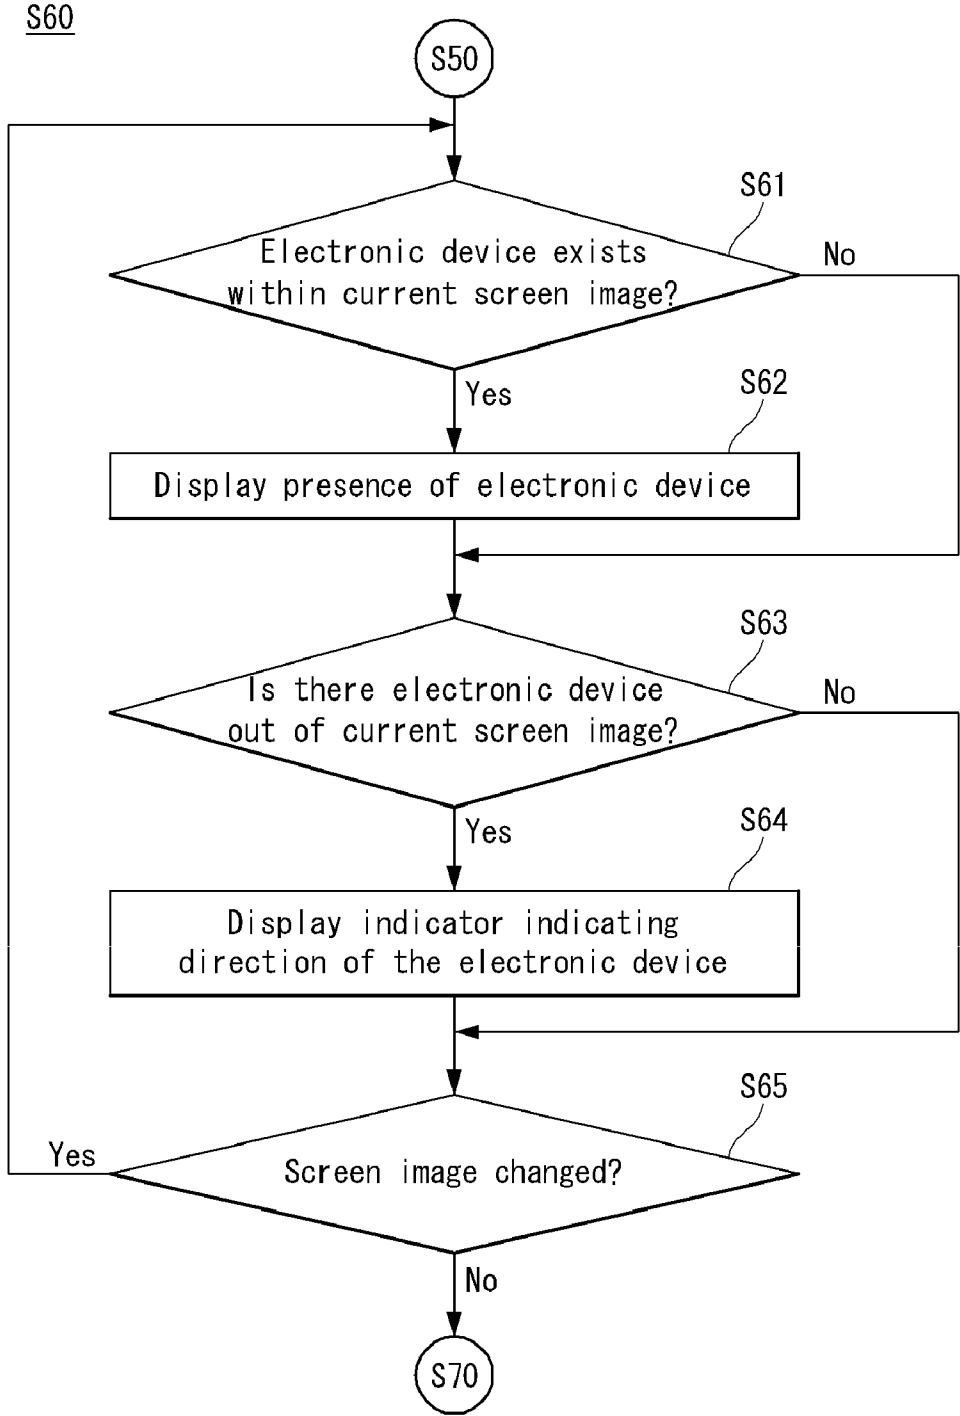 S60
S50
S61
Electronic device exists
within current screen image?
No
Yes
S62
Display presence of electronic device
S63
Is there electronic device
out of current screen image?
No
Yes
S64
Display indicator indicating
direction of the electronic device
S65
Screen image changed?
Yes
No
S70